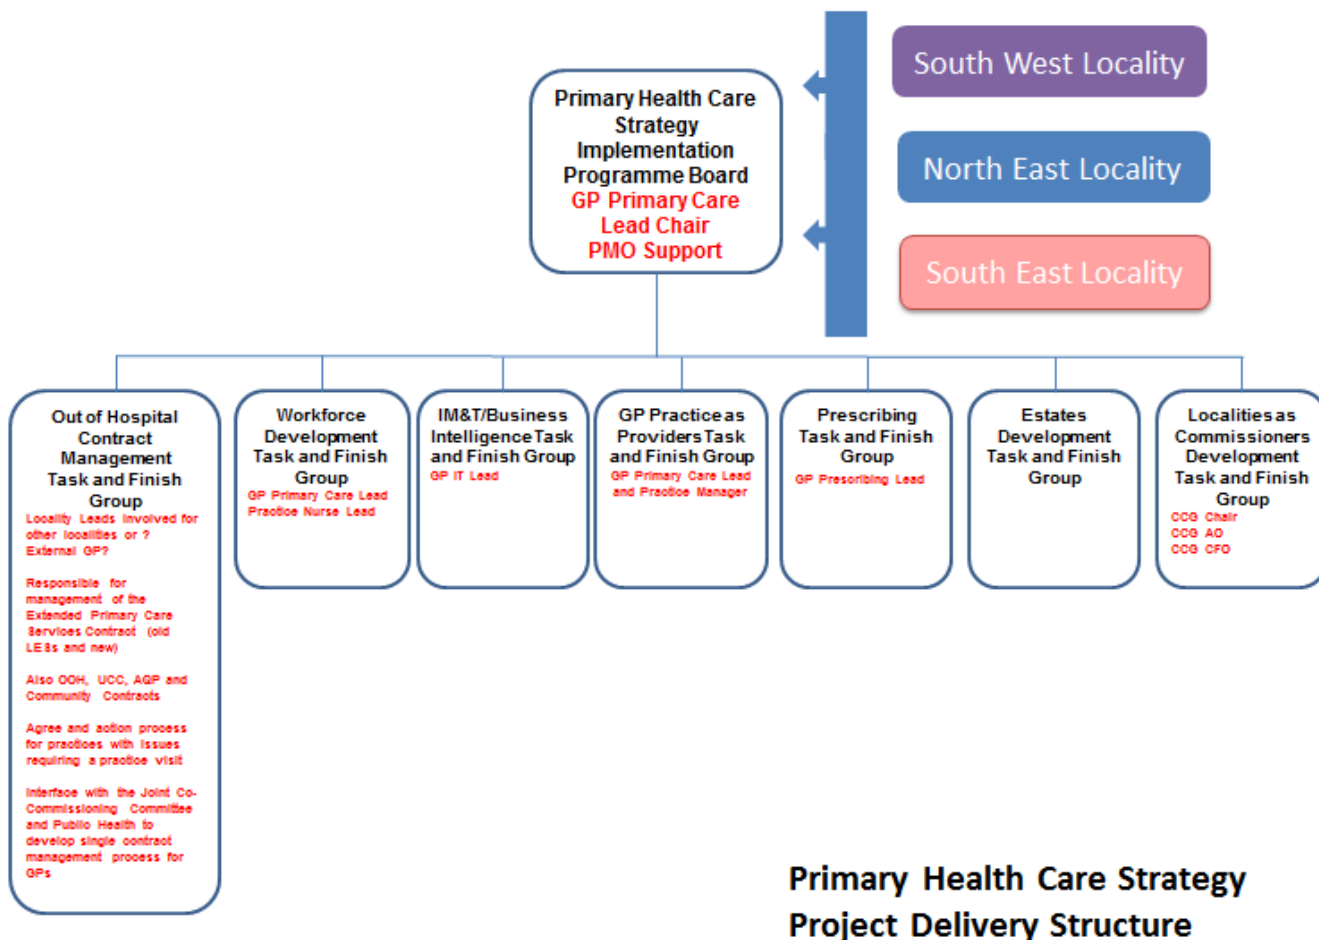 South West Locality
North East Locality
South East Locality
Primary Health Care
Strategy
Implementation
Programme Board
GP Primary Care
Lead Chair
PMO Support
Out of Hospital
Contract
Management
Task and Finish
Group
Locality Leads Involved for
other localities or ?
External GP?
Responsible for
management of the
Extended Primary Care
Services Contract (old
LESs and new)
Also OOH, UCC, AQP and
Community Contracts
Agree and action process
for practices with issues
requiring a practice visit
Interface with the Joint Co-
Commissioning Committee
and Public Health to
develop single contract
management process for
GPs
Workforce
Development
Task and Finish
Group
GP Primary Care Lead
Practice Nurse Lead
IM&T/Business
Intelligence Task
and Finish Group
GP IT Lead
GP Practice as
Providers Task
and Finish Group
GP Primary Care Lead
and Practice Manager
Prescribing
Task and Finish
Group
GP Prescribing Lead
Estates
Development
Task and Finish
Group
Localities as
Commissioners
Development
Task and Finish
Group
CCG Chair
CCG AO
CCG CFO
Primary Health Care Strategy
Project Delivery Structure